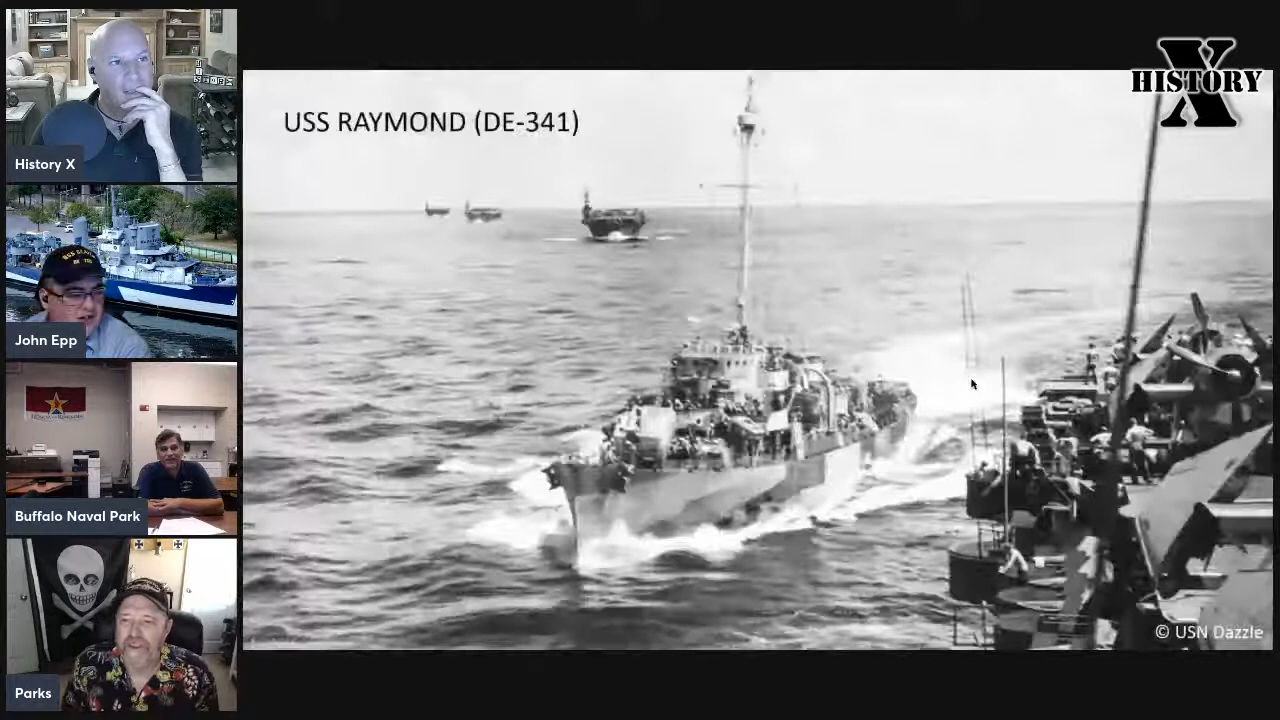 History X
John Epp
Buffalo Naval Park
Parks
USS RAYMOND (DE-341)
HISTORY
X
© USN Dazzle